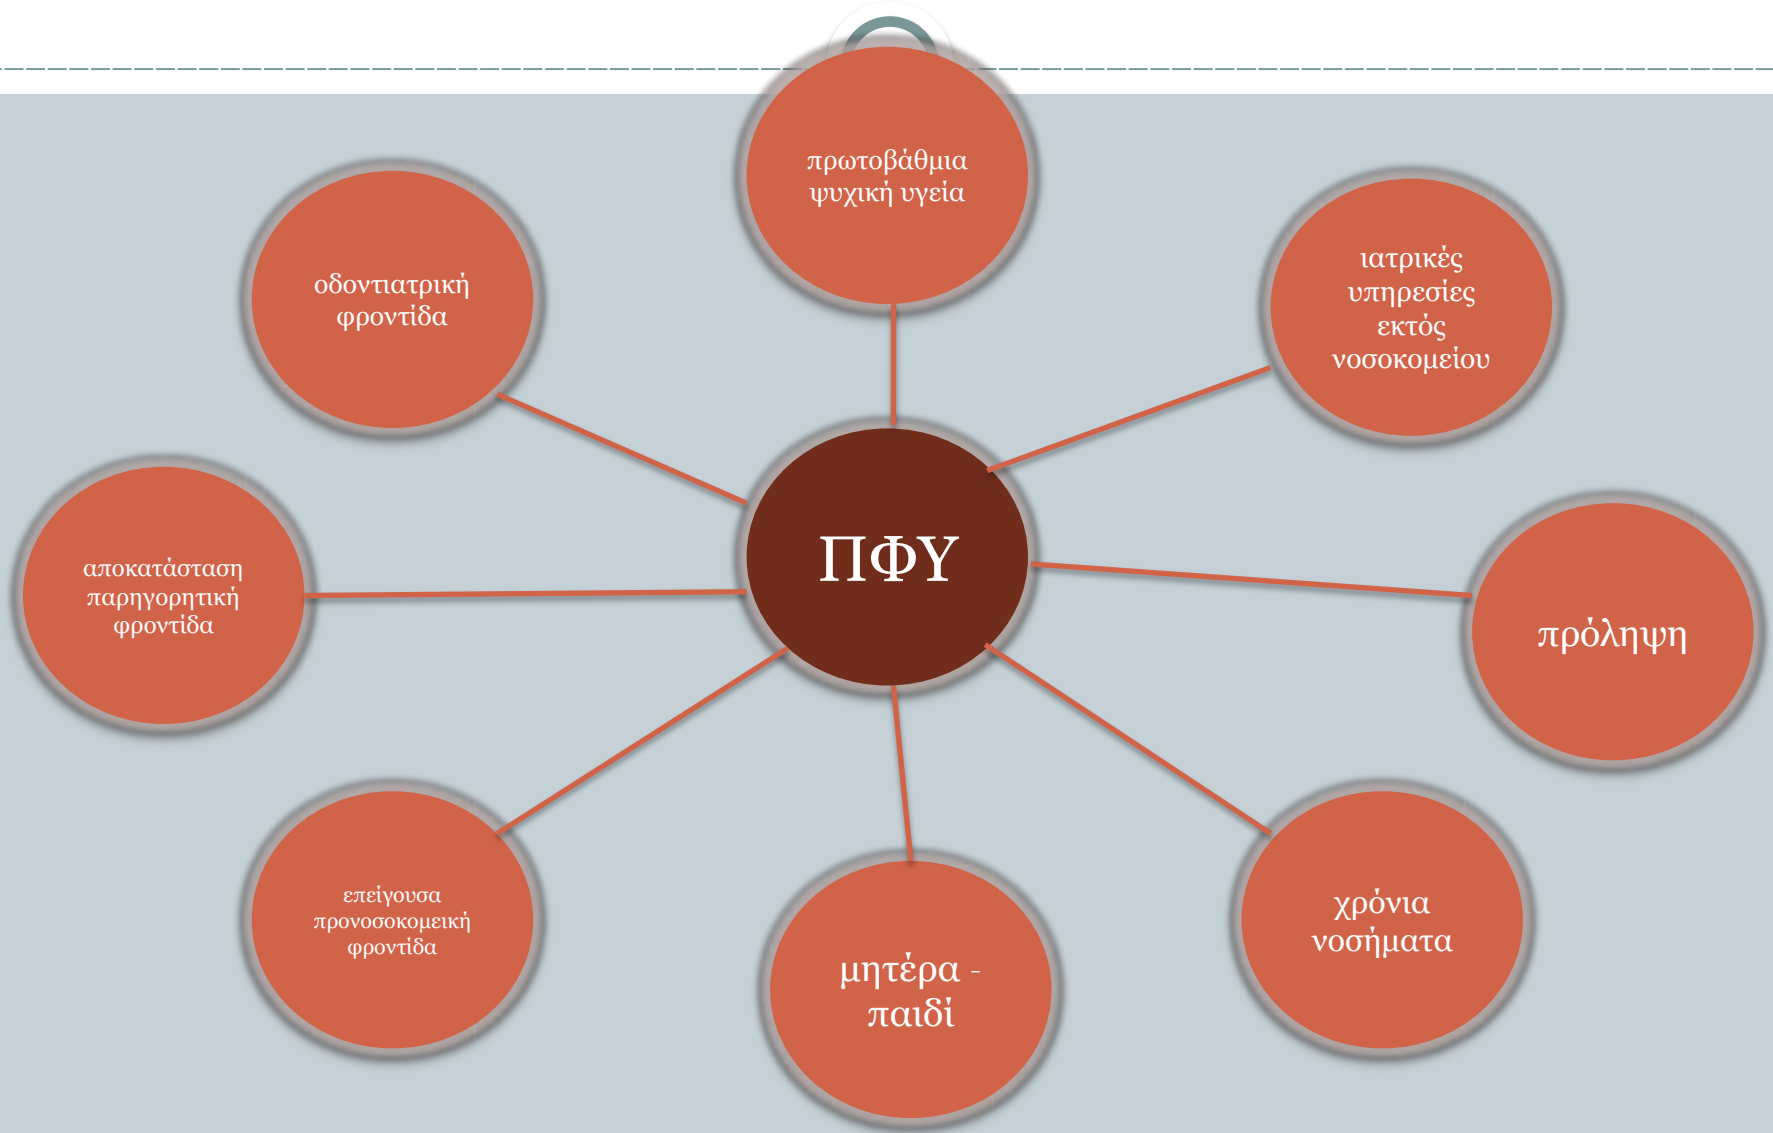 πρωτοβάθμια
ψυχική υγεία
ιατρικές
υπηρεσίες
εκτός
νοσοκομείου
πρόληψη
χρόνια
νοσήματα
μητέρα -
παιδί
επείγουσα
προνοσοκομεική
φροντίδα
αποκατάσταση
παρηγορητική
φροντίδα
οδοντιατρική
φροντίδα
ΠΦΥ